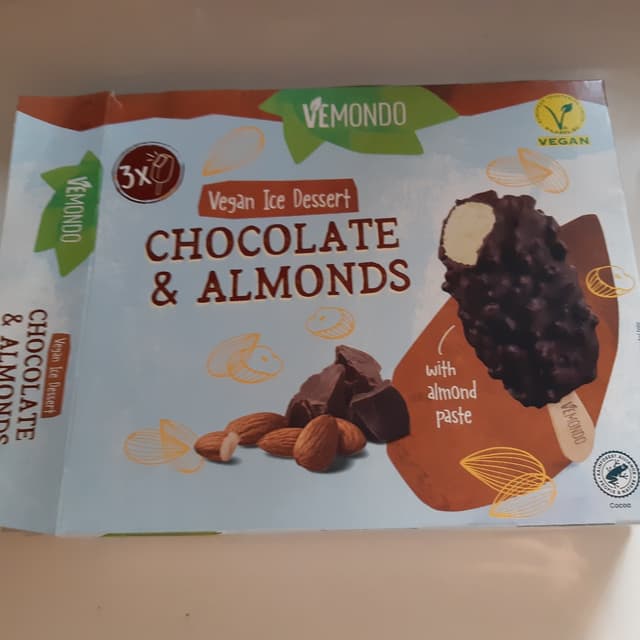 VEMONDO
VEGAN
3x
Vegan Ice Dessert
CHOCOLATE
& ALMONDS
with
almond
paste
VEMONDO
Cocoa
VEMONDO
Vegan Ice Dessert
CHOCOLATE
& ALMONDS